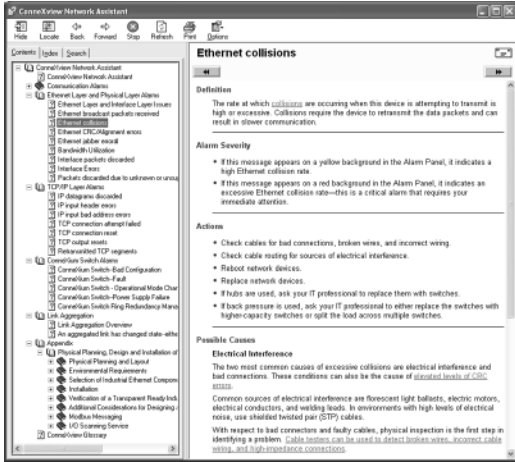 ConneXview Network Assistant
Hide Locate Back Forward Stop Refresh Print Options
Contents Index Search
ConneXview Network Assistant
ConneXview Network Assistant
Communication Alarms
Ethernet Layer and Physical Layer Alarms
Ethernet Layer and Interface Layer Issues
Ethernet broadcast packets received
Ethernet collisions
Ethernet CRC/Alignment errors
Ethernet jabber errors
Bandwidth Utilization
Interface packets discarded
Interface Errors
Packets discarded due to unknown or unsup
TCP/IP Layer Alarms
IP datagrams discarded
IP input header errors
IP input bad address errors
TCP connection attempt failed
TCP connection reset
TCP output resets
Retransmitted TCP segments
ConneXium Switch Alarms
ConneXium Switch-Bad Configuration
ConneXium Switch-Fault
ConneXium Switch - Operational Mode Chan
ConneXium Switch-Power Supply Failure
ConneXium Switch Ring Redundancy Mana
Link Aggregation
Link Aggregation Overview
An aggregated link has changed state-eithe
Appendix
Physical Planning, Design and Installation of
Physical Planning and Layout
Environmental Requirements
Selection of Industrial Ethernet Compon
Installation
Verification of a Transparent Ready Indu
Additional Considerations for Designing
Modbus Messaging
I/O Scanning Service
ConneXview Glossary
Ethernet collisions
Definition
The rate at which collisions are occurring when this device is attempting to transmit is
high or excessive. Collisions require the device to retransmit the data packets and can
result in slower communication.
Alarm Severity
• If this message appears on a yellow background in the Alarm Panel, it indicates a
high Ethernet collision rate.
• If this message appears on a red background in the Alarm Panel, it indicates an
excessive Ethernet collision rate—this is a critical alarm that requires your
immediate attention.
Actions
• Check cables for bad connections, broken wires, and incorrect wiring.
• Check cable routing for sources of electrical interference.
• Reboot network devices.
• Replace network devices.
• If hubs are used, ask your IT professional to replace them with switches.
• If back pressure is used, ask your IT professional to either replace the switches with
higher-capacity switches or split the load across multiple switches.
Possible Causes
Electrical Interference
The two most common causes of excessive collisions are electrical interference and
bad connections. These conditions can also be the cause of elevated levels of CRC
errors.
Common sources of electrical interference are florescent light ballasts, electric motors,
electrical conductors, and welding leads. In environments with high levels of electrical
noise, use shielded twisted pair (STP) cables.
With respect to bad connectors and faulty cables, physical inspection is the first step in
identifying a problem. Cable testers can be used to detect broken wires, incorrect cable
wiring, and high-impedance connections.